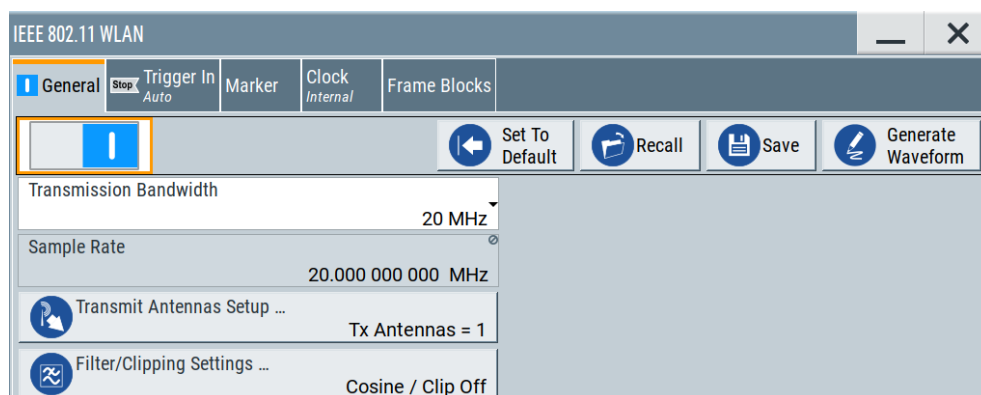 IEEE 802.11 WLAN
General
Stop
Trigger In
Auto
Marker
Clock
Internal
Frame Blocks
Set To
Default
Recall
Save
Generate
Waveform
Transmission Bandwidth
20 MHz
Sample Rate
20.000 000 000 MHz
Transmit Antennas Setup ...
Tx Antennas = 1
Filter/Clipping Settings ...
Cosine / Clip Off